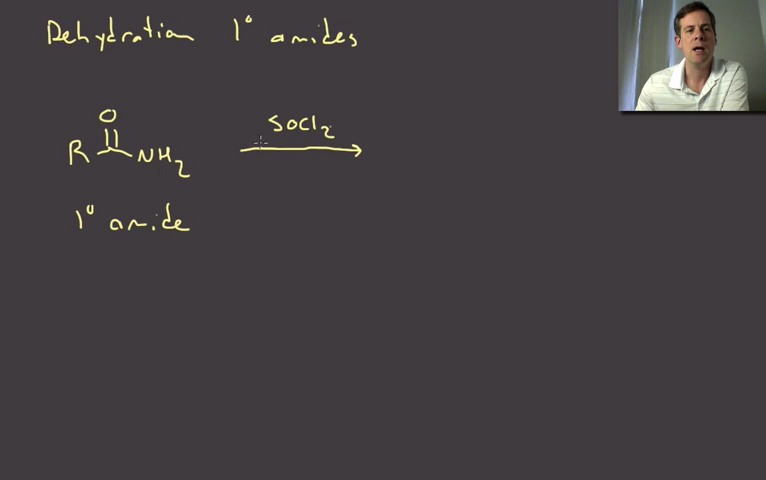 Dehydration 1° amides
O
SOCl2
R NH2
1° amide